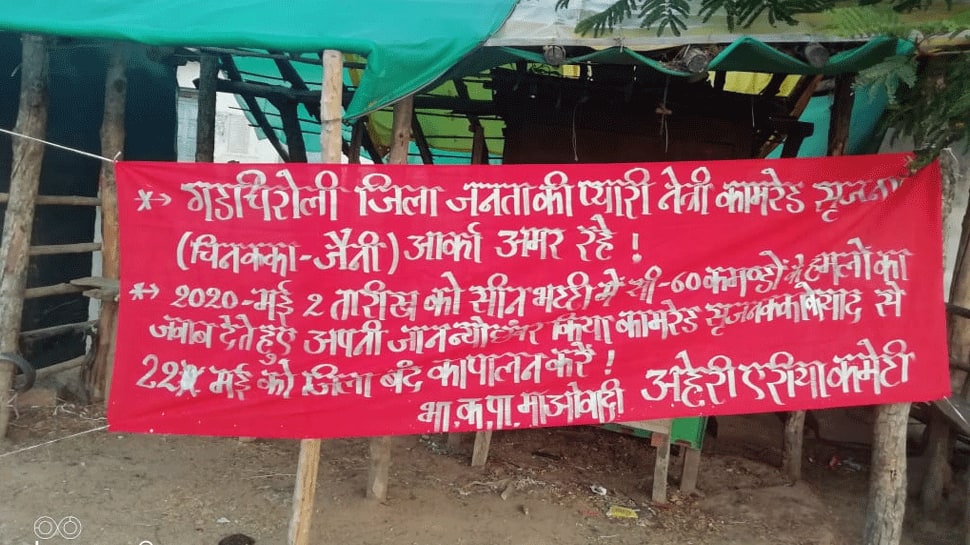 *→ गडचिरोली जिला जनता की प्यारी नेत्री कामरेड सृजना
(चिनक्का-जैनी) आर्का अमर रहे !
*→ 2020-मई 2 तारीख को सीन भट्टी में सी-60 कमाण्डों के हमलों का
जवाब देते हुए अपनी जान न्योछावर किया कामरेड सृजनक्का कि याद से
22 मई को जिला बंद का पालन करें !
भा.क.पा. माओवादी अहेरी एरीया कमेटी